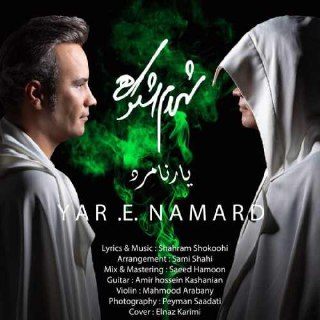 شهرام شکوهی
یار نامرد
YAR .E. NAMARD
Lyrics & Music : Shahram Shokoohi
Arrangement : Sami Shahi
Mix & Mastering : Saeed Hamoon
Guitar : Amir hossein Kashanian
Violin : Mahmood Arabany
Photography : Peyman Saadati
Cover : Elnaz Karimi